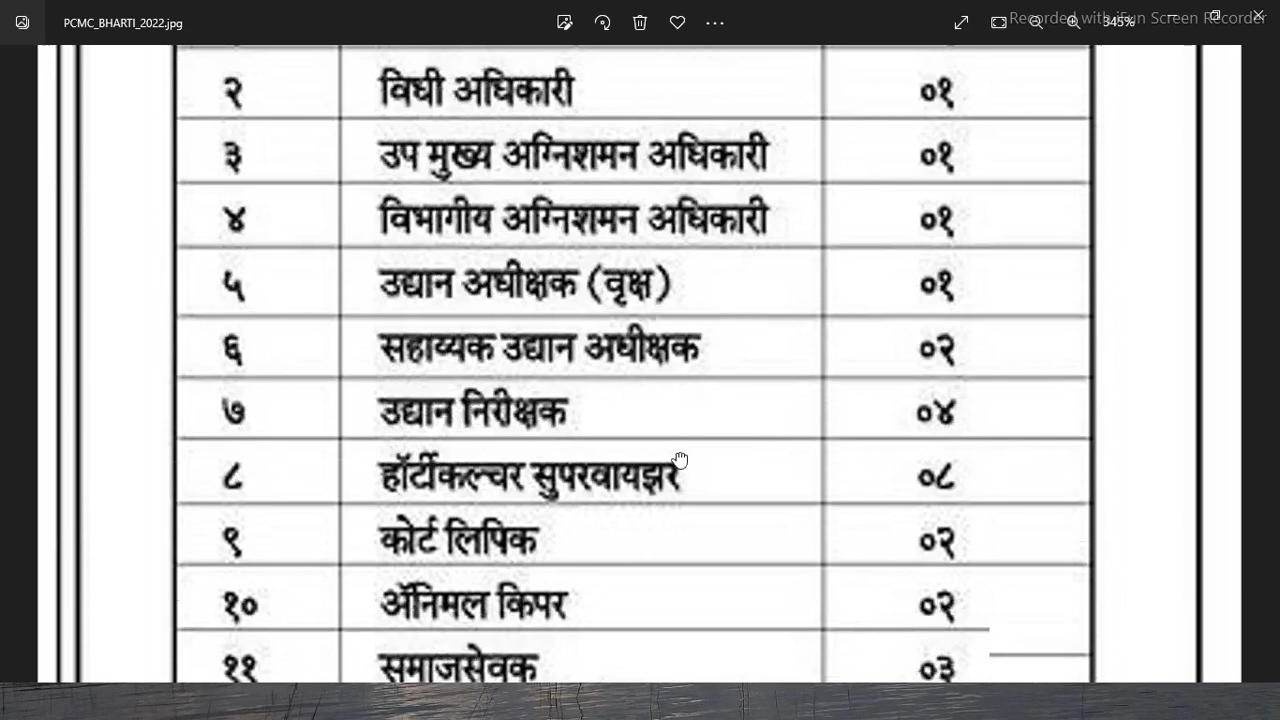 PCMC_BHARTI_2022.jpg
345%
Recorded with iFun Screen Recorder
२ विधी अधिकारी ०१
३ उप मुख्य अग्निशमन अधिकारी ०१
४ विभागीय अग्निशमन अधिकारी ०१
५ उद्यान अधीक्षक (वृक्ष) ०१
६ सहाय्यक उद्यान अधीक्षक ०२
७ उद्यान निरीक्षक ०४
८ हॉर्टीकल्चर सुपरवायझर ०८
९ कोर्ट लिपिक ०२
१० ॲनिमल किपर ०२
११ समाजसेवक ०३